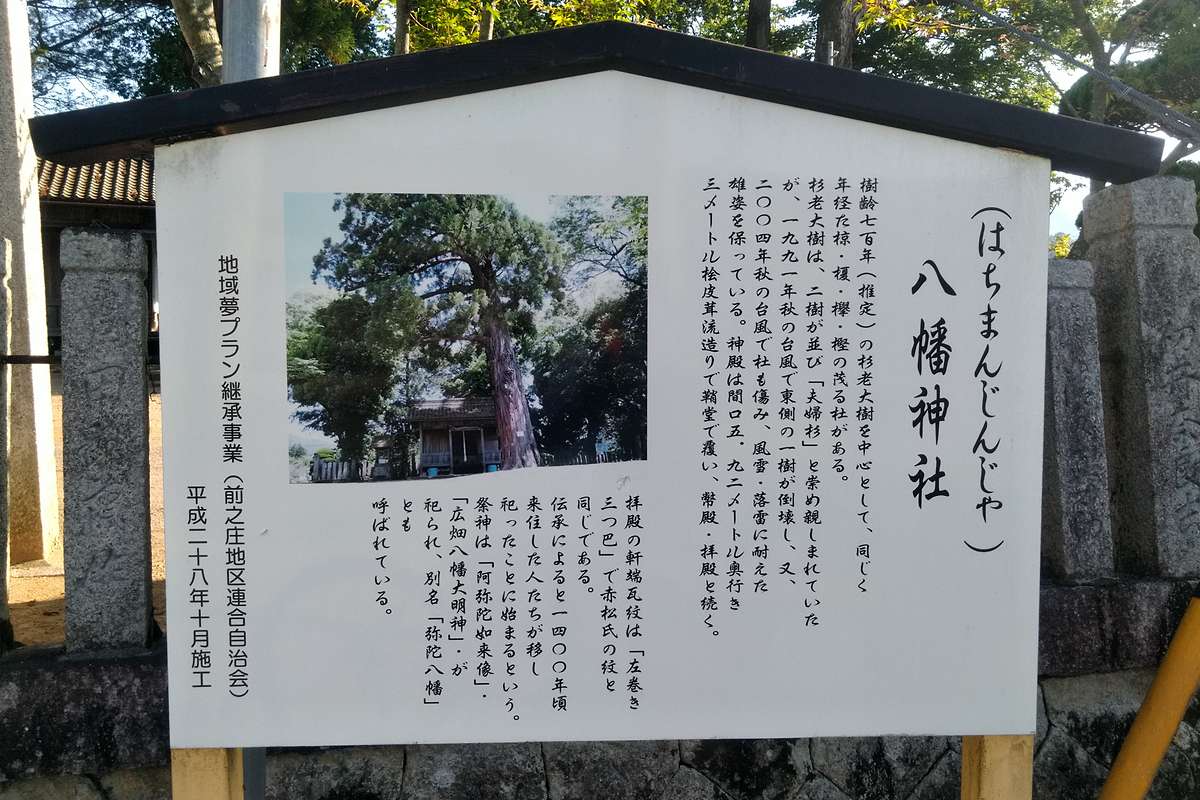 （はちまんじんじゃ）
八幡神社
樹齢七百年（推定）の杉老大樹を中心として、同じく
年経た椋・榎・欅・樫の茂る社がある。
杉老大樹は、二樹が並び「夫婦杉」と崇め親しまれていた
が、一九九一年秋の台風で東側の一樹が倒壊し、又、
二〇〇四年秋の台風で杜も傷み、風雪・落雷に耐えた
雄姿を保っている。神殿は間口五．九二メートル奥行き
三メートル桧皮葺流造りで鞘堂で覆い、幣殿・拝殿と続く。
拝殿の軒端瓦紋は「左巻き
三つ巴」で赤松氏の紋と
同じである。
伝承によると一四〇〇年頃
来住した人たちが移し
祀ったことに始まるという。
祭神は「阿弥陀如来像」・
「広畑八幡大明神」・が
祀られ、別名「弥陀八幡」
とも
呼ばれている。
地域夢プラン継承事業（前之庄地区連合自治会）
平成二十八年十月施工